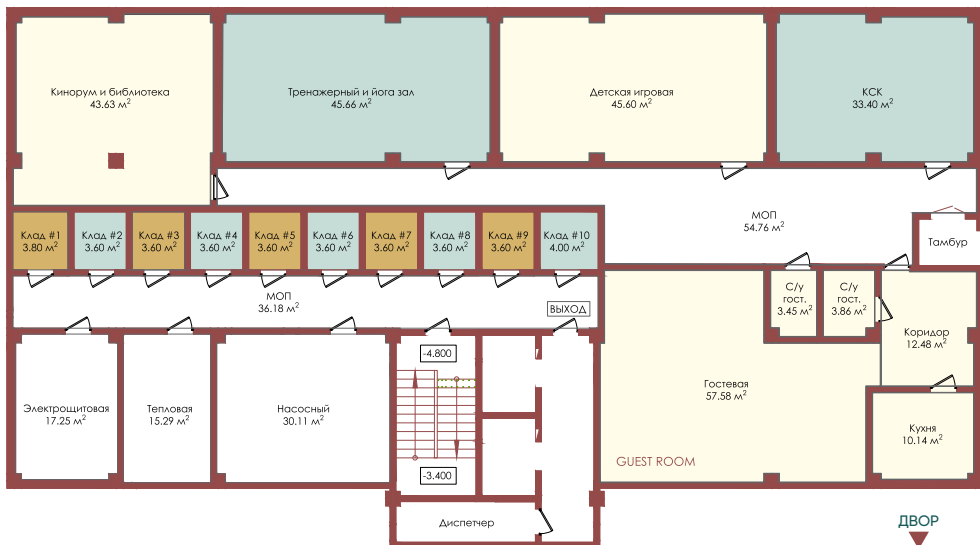 Кинорум и библиотека
43.63 м²
Тренажерный и йога зал
45.66 м²
Детская игровая
45.60 м²
КСК
33.40 м²
МОП
54.76 м²
Тамбур
Клад #1
3.80 м²
Клад #2
3.60 м²
Клад #3
3.60 м²
Клад #4
3.60 м²
Клад #5
3.60 м²
Клад #6
3.60 м²
Клад #7
3.60 м²
Клад #8
3.60 м²
Клад #9
3.60 м²
Клад #10
4.00 м²
МОП
36.18 м²
ВЫХОД
С/у
гост.
3.45 м²
С/у
гост.
3.86 м²
Коридор
12.48 м²
-4.800
Электрощитовая
17.25 м²
Тепловая
15.29 м²
Насосный
30.11 м²
Гостевая
57.58 м²
Кухня
10.14 м²
GUEST ROOM
-3.400
Диспетчер
ДВОР